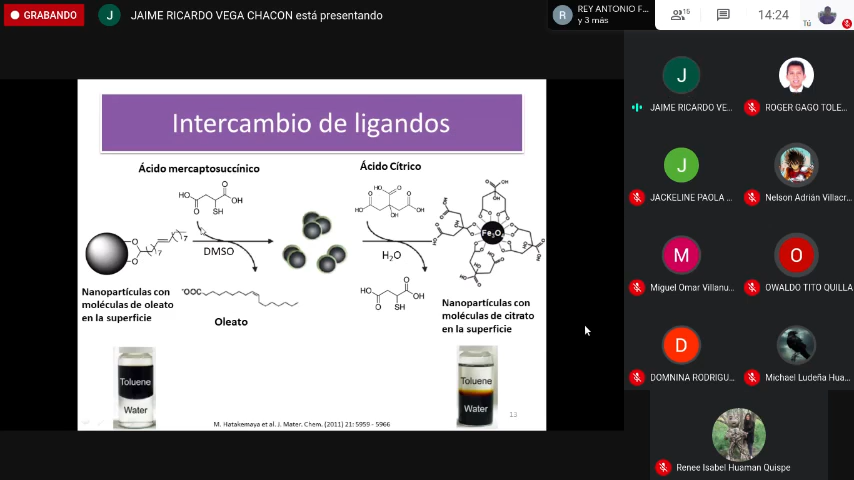 GRABANDO
J
JAIME RICARDO VEGA CHACON está presentando
R
REY ANTONIO F...
y 3 más
15
14:24
Tú
Intercambio de ligandos
Ácido mercaptosuccínico
Ácido Cítrico
DMSO
H₂O
Fe₃O₄
Nanopartículas con
moléculas de oleato
en la superficie
⁻OOC
Oleato
Nanopartículas con
moléculas de citrato
en la superficie
Toluene
Water
Toluene
Water
M. Hatakemaya et al. J. Mater. Chem. (2011) 21: 5959 - 5966
13
J
JAIME RICARDO VE...
ROGER GAGO TOLE...
J
JACKELINE PAOLA ...
Nelson Adrián Villacr...
M
Miguel Omar Villanu...
O
OWALDO TITO QUILLA
D
DOMNINA RODRIGU...
Michael Ludeña Hua...
Renee Isabel Huaman Quispe